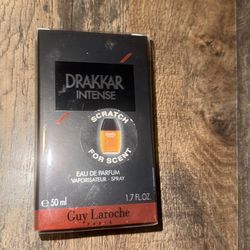 DRAKKAR
INTENSE
SCRATCH
FOR SCENT
EAU DE PARFUM
VAPORISATEUR - SPRAY
e 50 ml
1.7 FL.OZ.
Guy Laroche
PARIS